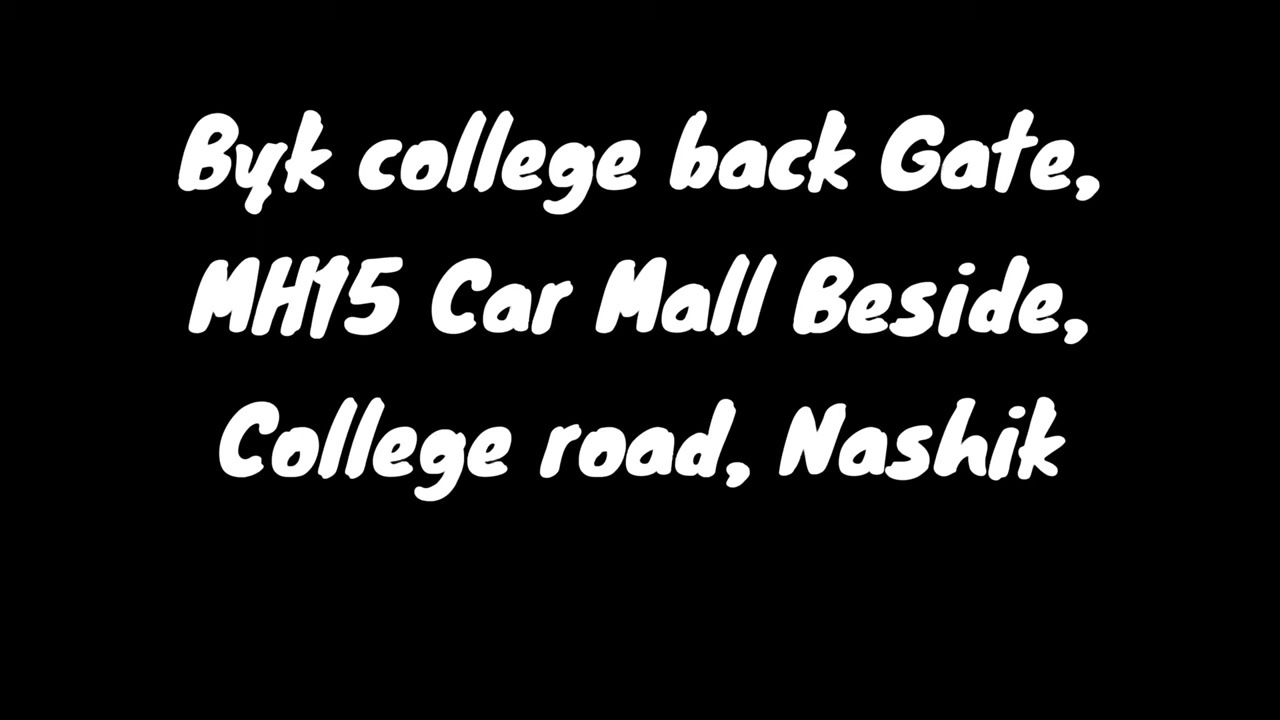 Byk college back Gate,
MH15 Car Mall Beside,
College road, Nashik